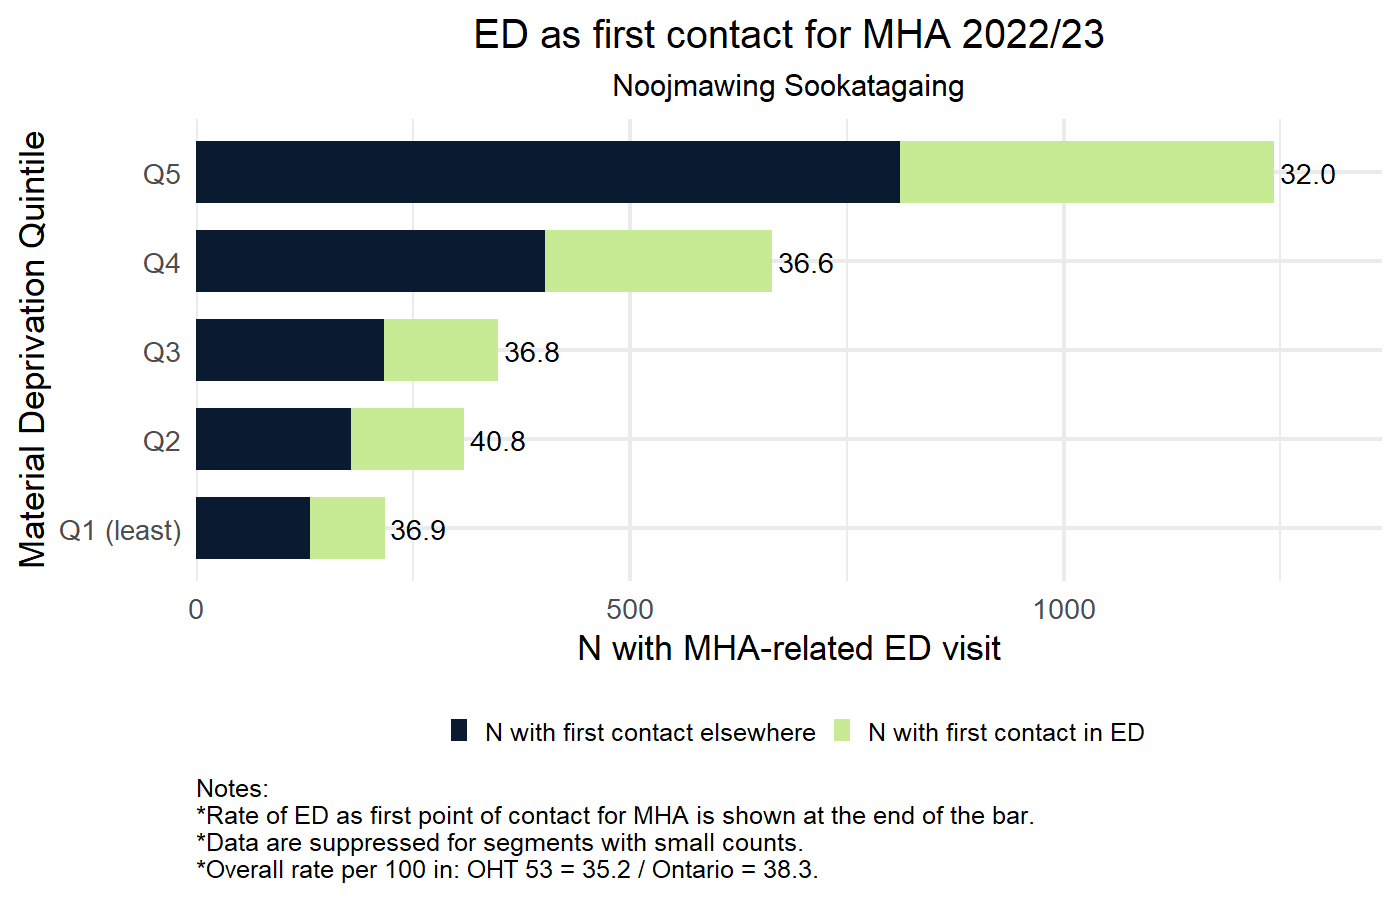 ED as first contact for MHA 2022/23
Noojmawing Sookatagaing
Material Deprivation Quintile
Q5
32.0
Q4
36.6
Q3
36.8
Q2
40.8
Q1 (least)
36.9
0
500
1000
N with MHA-related ED visit
N with first contact elsewhere
N with first contact in ED
Notes:
*Rate of ED as first point of contact for MHA is shown at the end of the bar.
*Data are suppressed for segments with small counts.
*Overall rate per 100 in: OHT 53 = 35.2 / Ontario = 38.3.